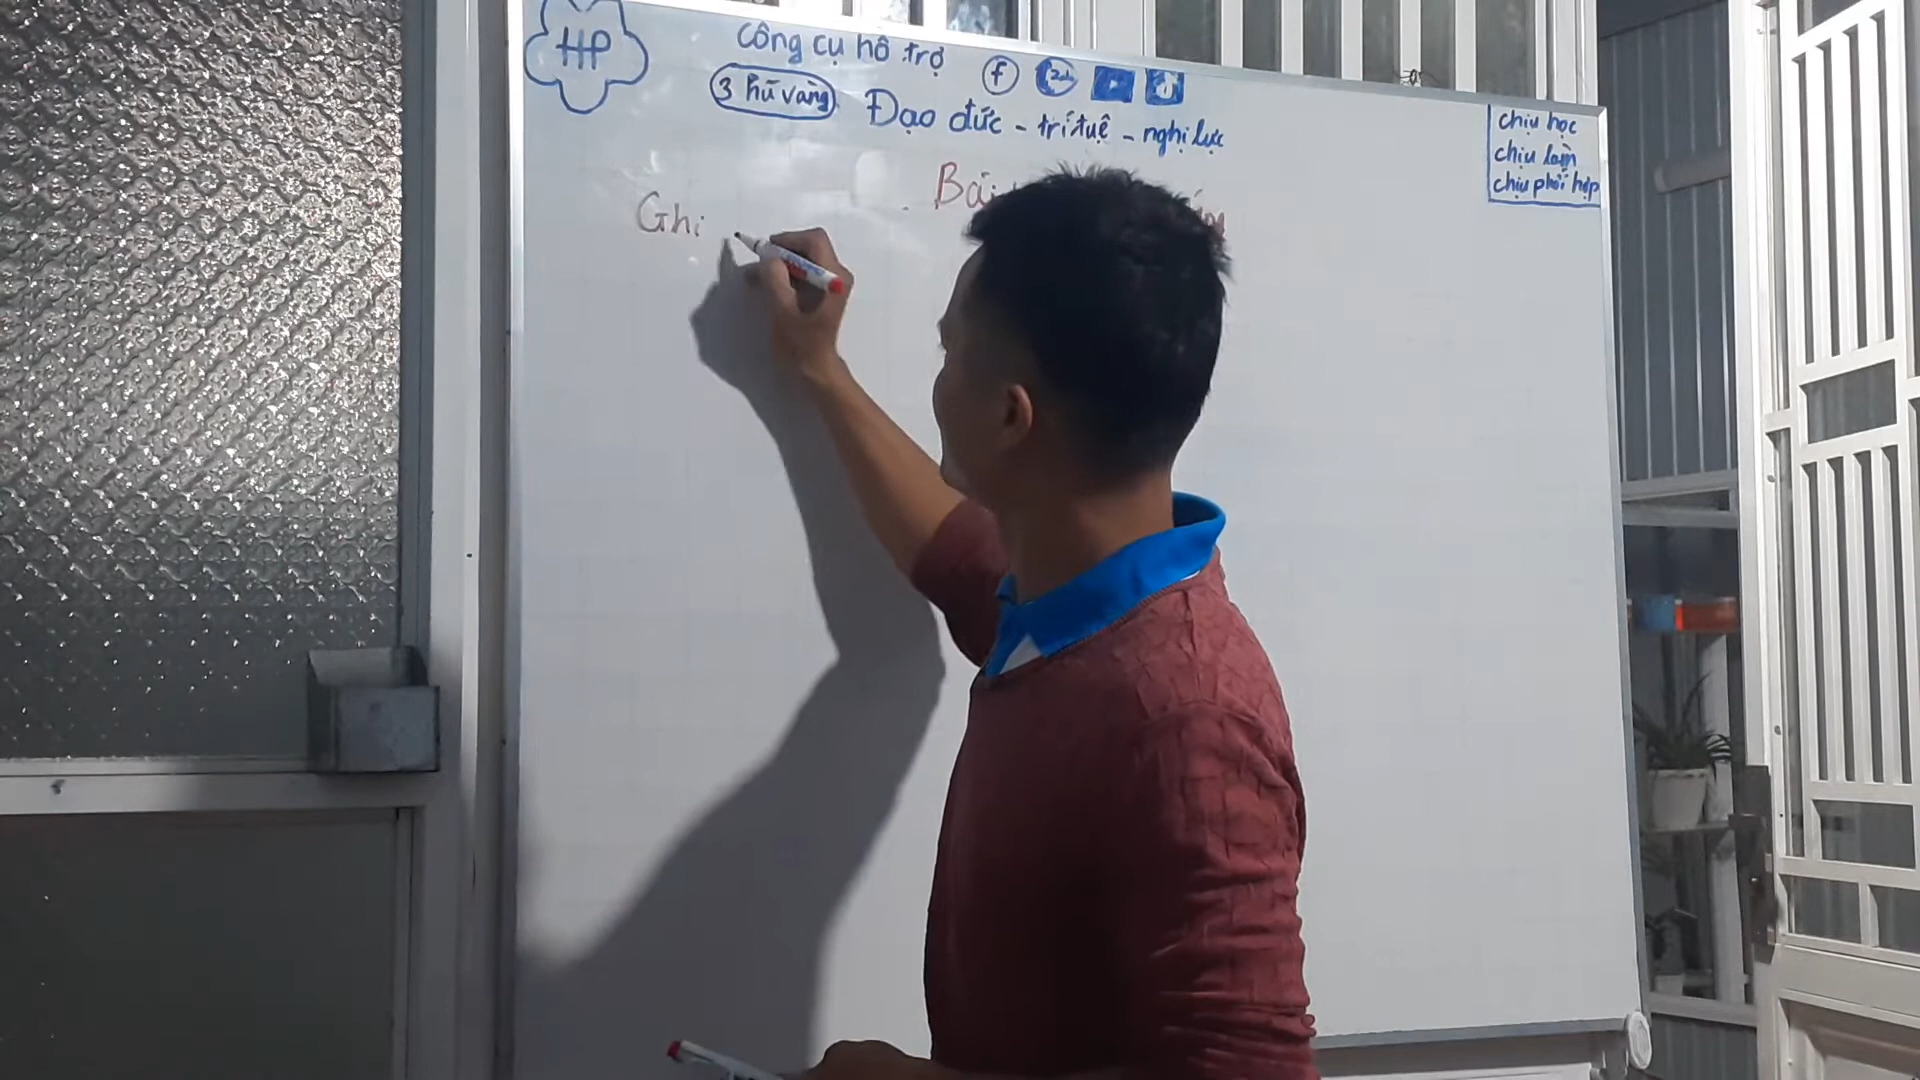 HP
Công cụ hỗ trợ
f
3 hũ vàng
Đạo đức - trí tuệ - nghị lực
chịu học
chịu làm
chịu phối hợp
Ghi